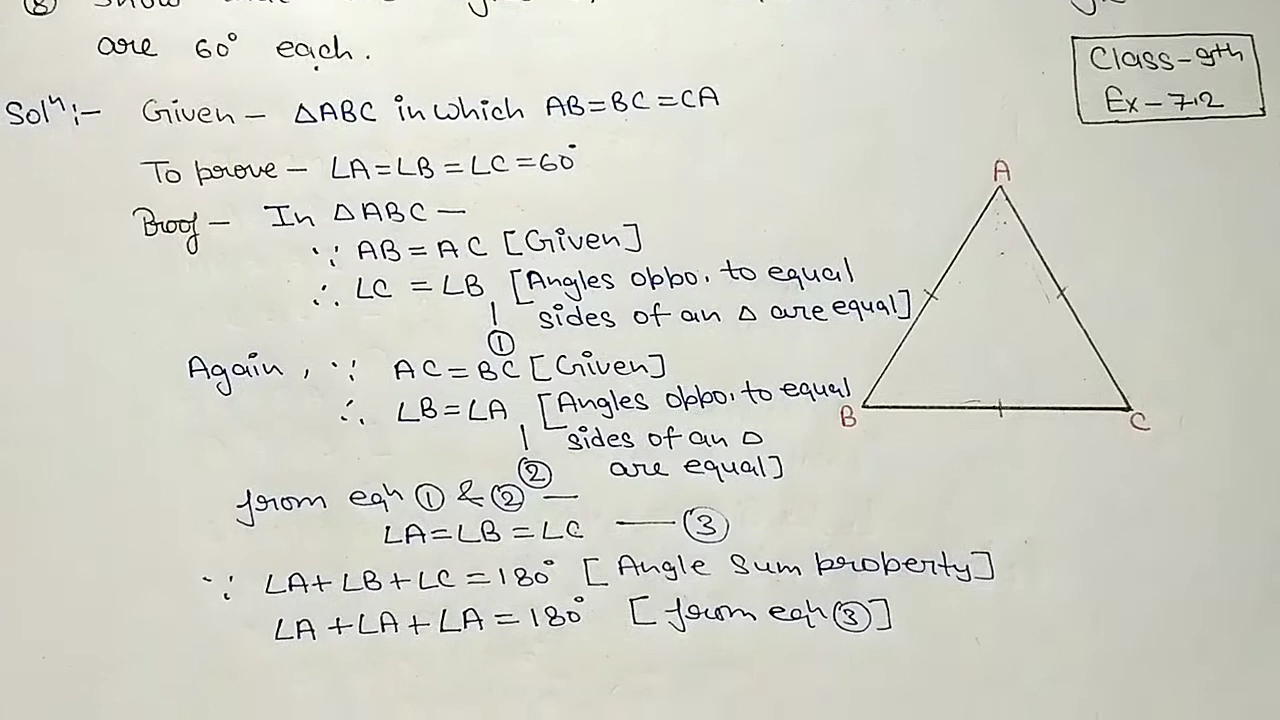 are 60° each.
Class-9th
Ex-7.2
Solⁿ:- Given - ΔABC in which AB=BC=CA
To prove - ∠A=∠B=∠C=60°
Proof - In ΔABC -
∵ AB=AC [Given]
∴ ∠C=∠B [Angles oppo. to equal
sides of an Δ are equal]
①
Again, ∵ AC=BC [Given]
∴ ∠B=∠A [Angles oppo. to equal
sides of an Δ
are equal]
②
from eqn ① & ② -
∠A=∠B=∠C — ③
∵ ∠A+∠B+∠C=180° [Angle sum property]
∠A+∠A+∠A=180° [from eqn ③]
A
B
C